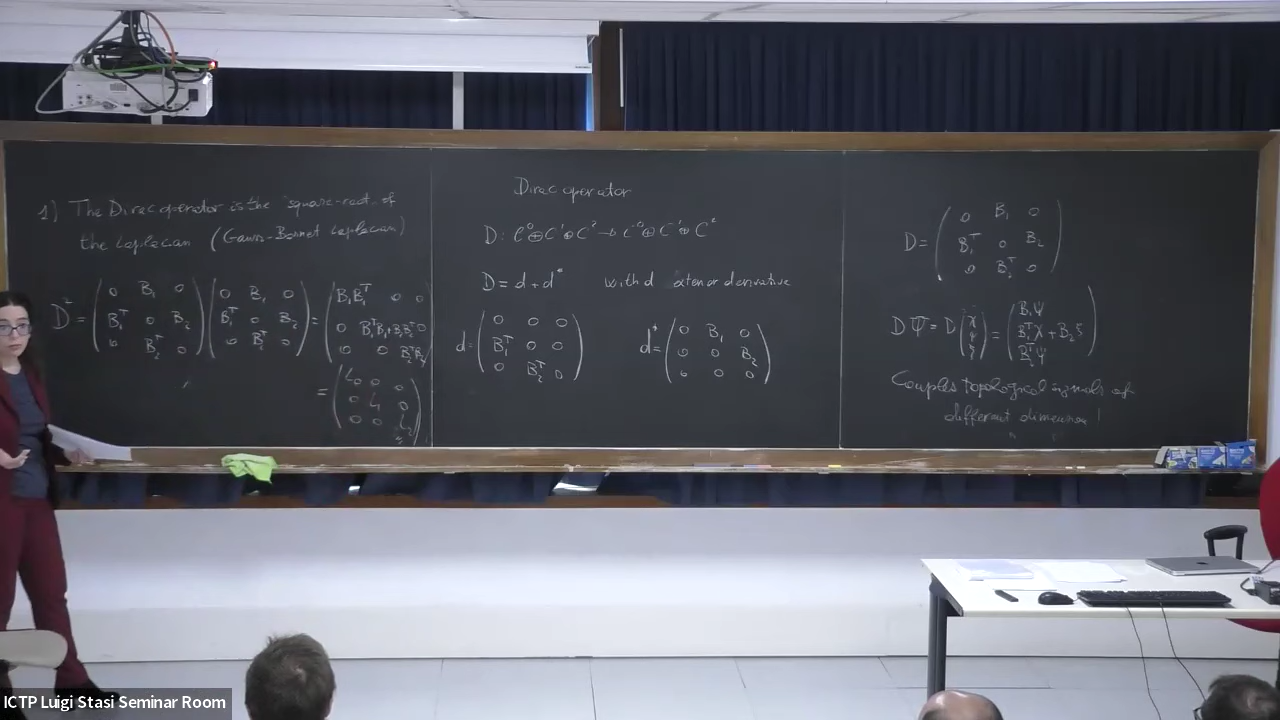 1) The Dirac operator is the square-root of
the Laplacian (Gauss-Bonnet Laplacian)
D² = ( 0 B₁ 0 ) ( 0 B₁ 0 ) = ( B₁B₁ᵀ 0 0 )
( B₁ᵀ 0 B₂ ) ( B₁ᵀ 0 B₂ ) ( 0 B₁ᵀB₁+B₂B₂ᵀ 0 )
( 0 B₂ᵀ 0 ) ( 0 B₂ᵀ 0 ) ( 0 0 B₂ᵀB₂ )
= ( L₀ 0 0 )
( 0 L₁ 0 )
( 0 0 L₂ )
Dirac operator
D: C⁰⊕C¹⊕C² → C⁰⊕C¹⊕C²
D = d + d* with d exterior derivative
d = ( 0 0 0 ) d* = ( 0 B₁ 0 )
( B₁ᵀ 0 0 ) ( 0 0 B₂ )
( 0 B₂ᵀ 0 ) ( 0 0 0 )
D = ( 0 B₁ 0 )
( B₁ᵀ 0 B₂ )
( 0 B₂ᵀ 0 )
DΨ = D ( χ ) = ( B₁ψ )
( ψ ) ( B₁ᵀχ + B₂ξ )
( ξ ) ( B₂ᵀψ )
Couples topological signals of
different dimension!
ICTP Luigi Stasi Seminar Room